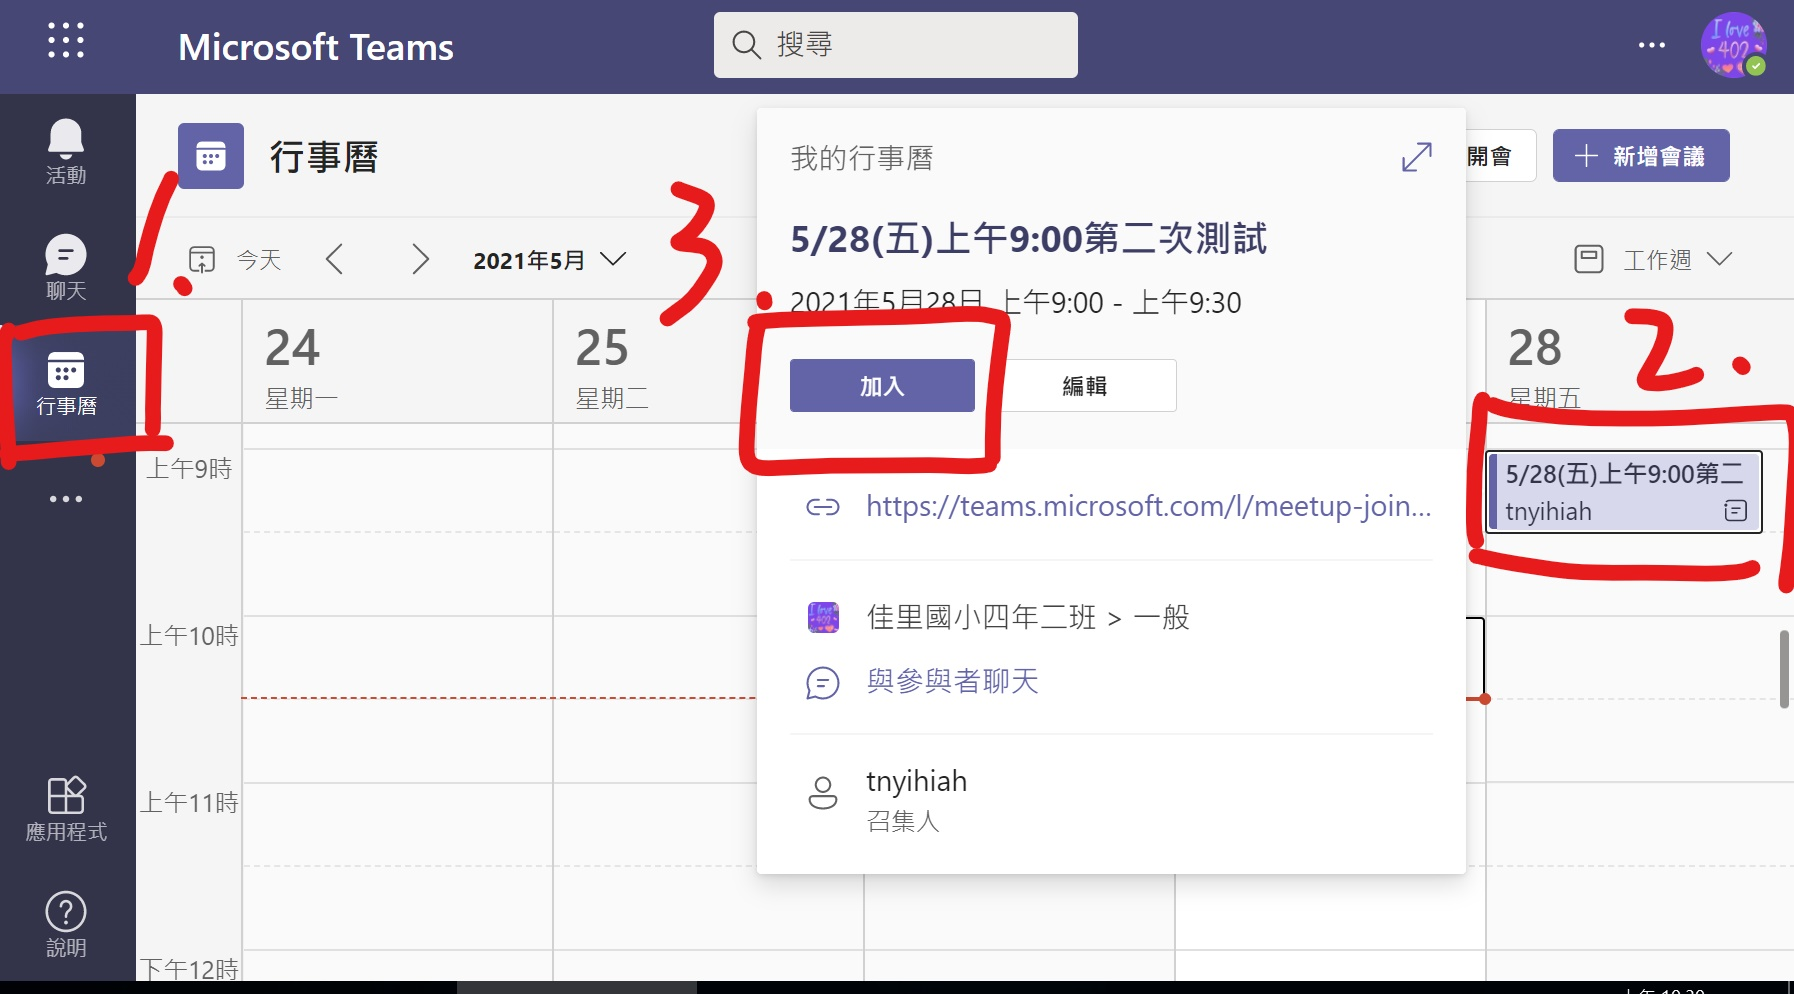 Microsoft Teams
搜尋
I love
402
活動
聊天
行事曆
應用程式
說明
1.
行事曆
開會
新增會議
今天
2021年5月
工作週
3.
我的行事曆
5/28(五)上午9:00第二次測試
2021年5月28日 上午9:00 - 上午9:30
加入
編輯
https://teams.microsoft.com/l/meetup-join...
佳里國小四年二班 > 一般
與參與者聊天
tnyihiah
召集人
24
星期一
25
星期二
28
星期五
2.
5/28(五)上午9:00第二
tnyihiah
上午9時
上午10時
上午11時
下午12時